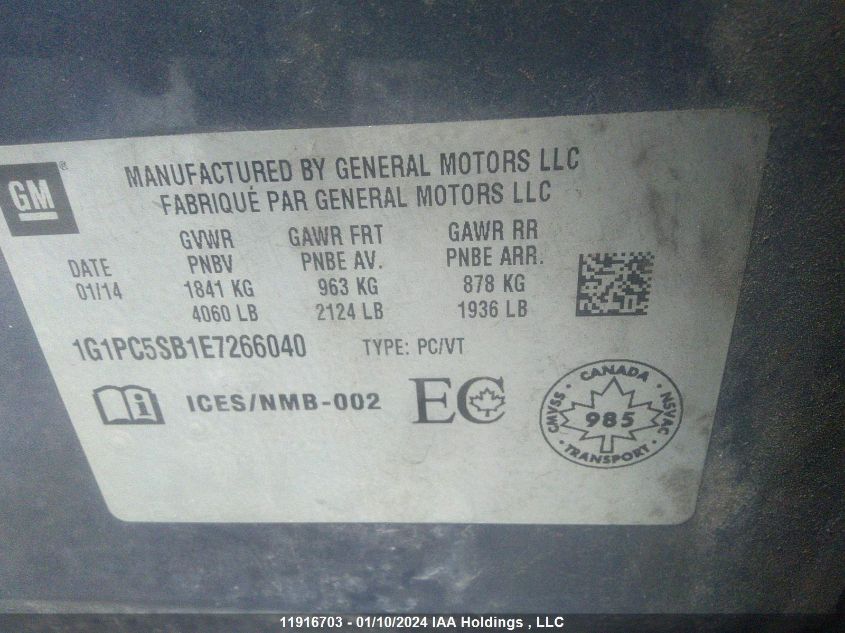 GM®
MANUFACTURED BY GENERAL MOTORS LLC
FABRIQUÉ PAR GENERAL MOTORS LLC
DATE GVWR GAWR FRT GAWR RR
01/14 PNBV PNBE AV. PNBE ARR.
1841 KG 963 KG 878 KG
4060 LB 2124 LB 1936 LB
1G1PC5SB1E7266040 TYPE: PC/VT
i ICES/NMB-002 EC
CANADA
CMVSS 985 NSVAC
TRANSPORT
11916703 - 01/10/2024 IAA Holdings , LLC